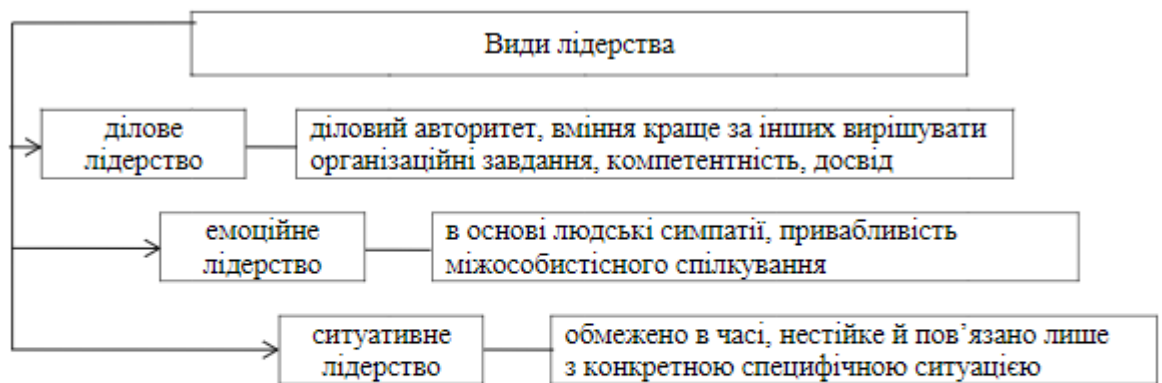 Види лідерства
ділове
лідерство
діловий авторитет, вміння краще за інших вирішувати
організаційні завдання, компетентність, досвід
емоційне
лідерство
в основі людські симпатії, привабливість
міжособистісного спілкування
ситуативне
лідерство
обмежено в часі, нестійке й пов’язано лише
з конкретною специфічною ситуацією